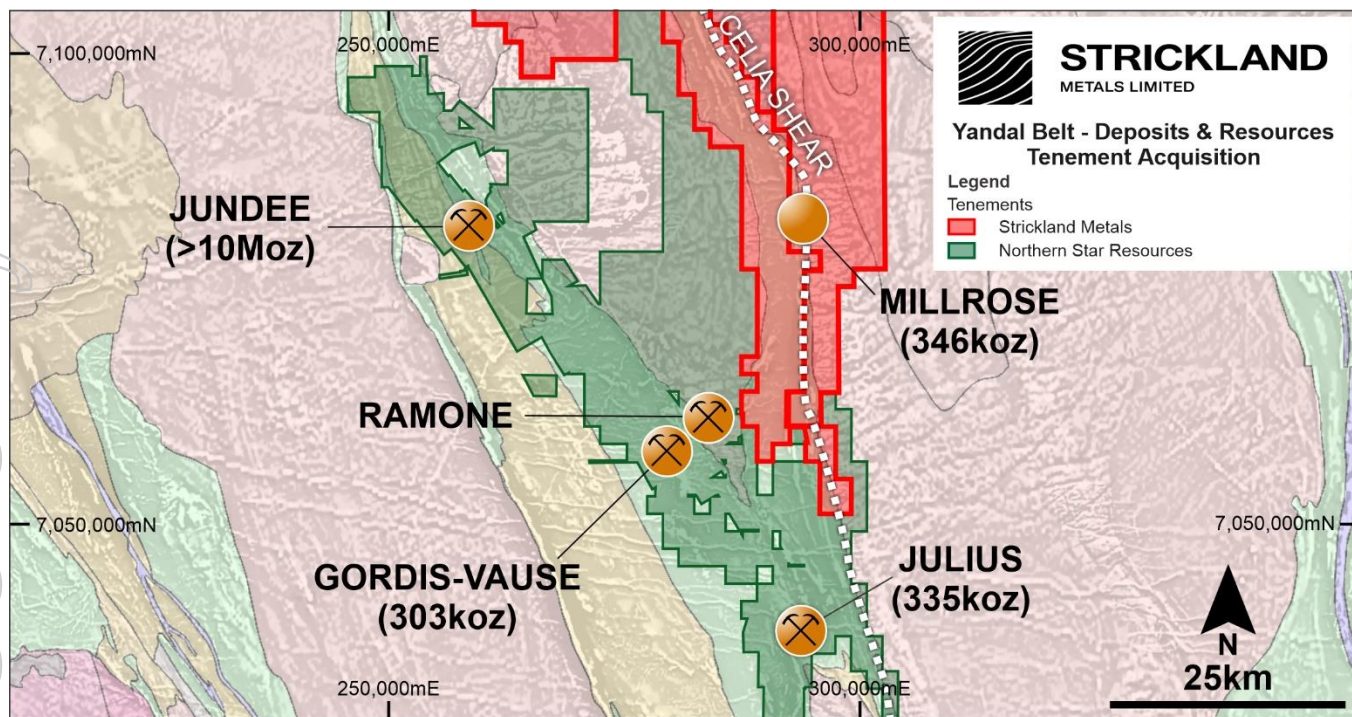 250,000mE
300,000mE
7,100,000mN
CELIA SHEAR
STRICKLAND
METALS LIMITED
Yandal Belt - Deposits & Resources
Tenement Acquisition
Legend
Tenements
Strickland Metals
Northern Star Resources
JUNDEE
(>10Moz)
MILLROSE
(346koz)
RAMONE
7,050,000mN
7,050,000mN
GORDIS-VAUSE
(303koz)
JULIUS
(335koz)
N
25km
250,000mE
300,000mE